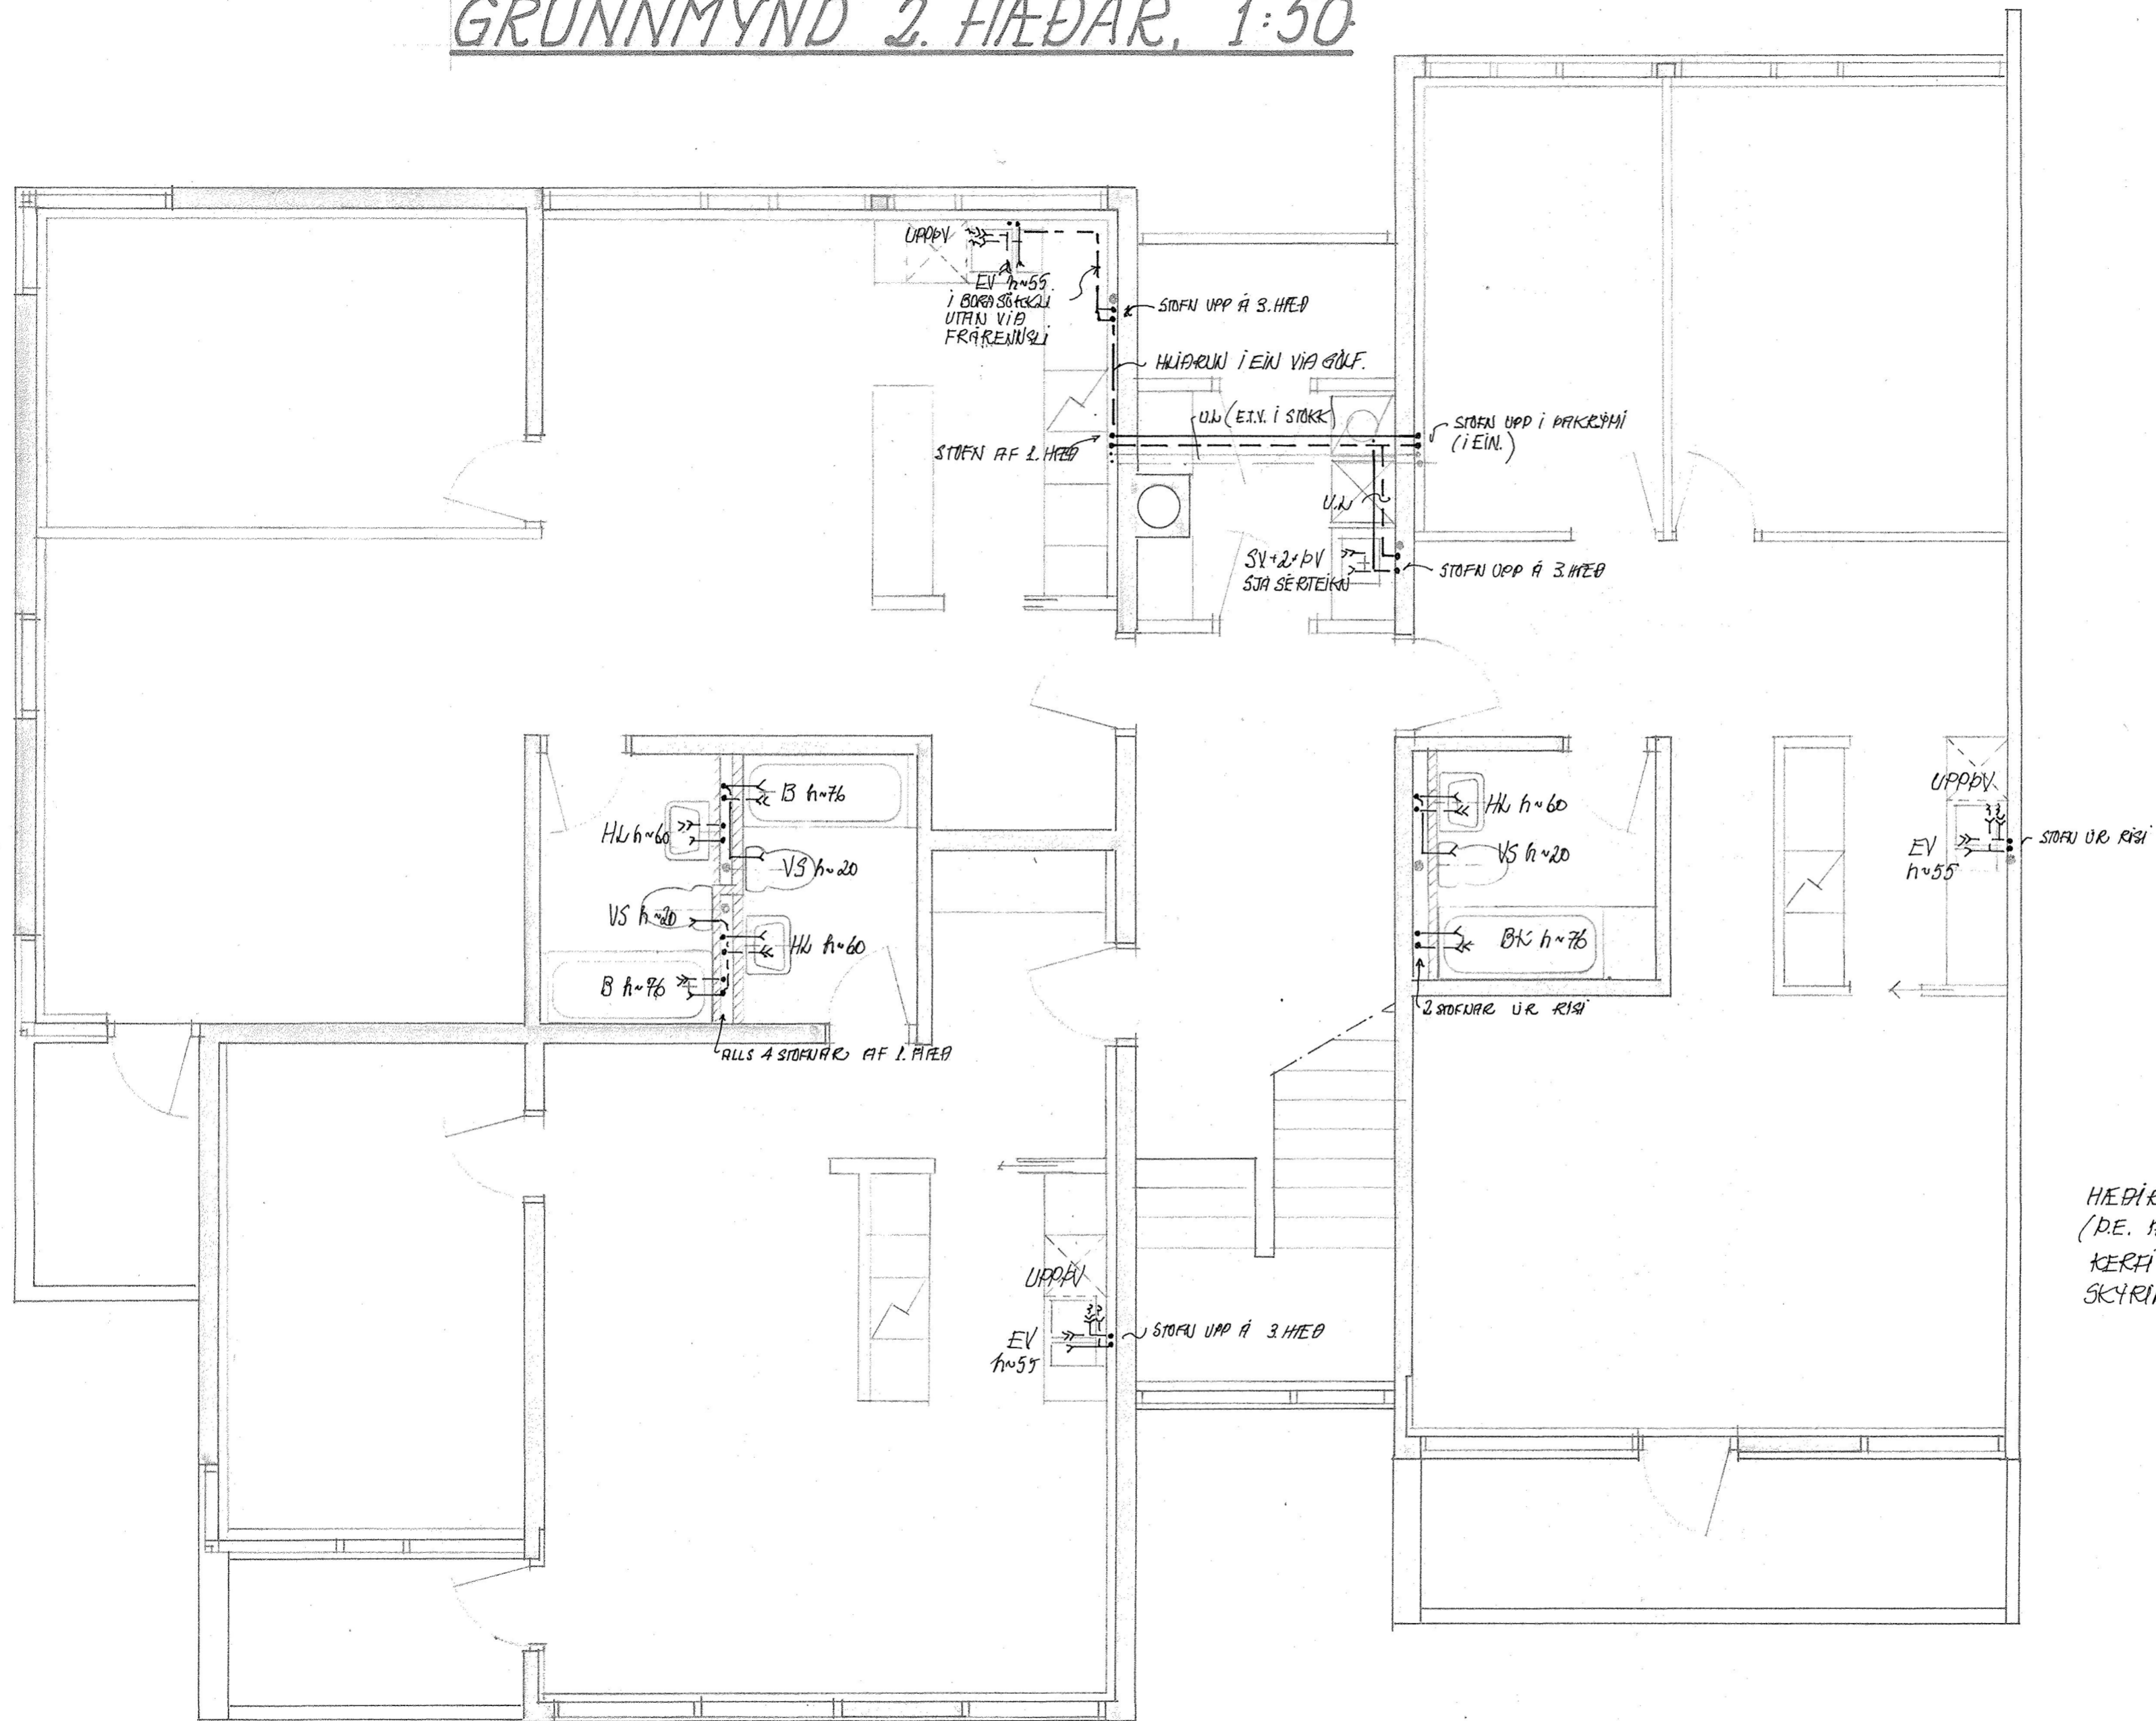 GRUNNMYND 2. HÆÐAR, 1:50
UPPÞV
EV h~55
Í BORÐSÖKKLI
UTAN VIÐ
FRÁRENNSLI
STOFN UPP Á 3. HÆÐ
HLIÐRUN Í EIN VIÐ GÓLF.
U.L (E.T.V. Í STOKK)
STOFN AF 1. HÆÐ
STOFN UPP Í ÞAKRÝMI
(Í EIN.)
U.L
SV+2+ÞV
SJÁ SÉRTEIKN
STOFN UPP Á 3. HÆÐ
B h~76
HL h~60
VS h~20
VS h~20
HL h~60
B h~76
ALLS 4 STOFNAR AF 1. HÆÐ
HL h~60
VS h~20
BK h~76
2 STOFNAR ÚR RISI
UPPÞV
EV
h~55
STOFN ÚR RISI
UPPÞV
EV
h~55
STOFN UPP Á 3. HÆÐ
(Þ.E.
KERFI